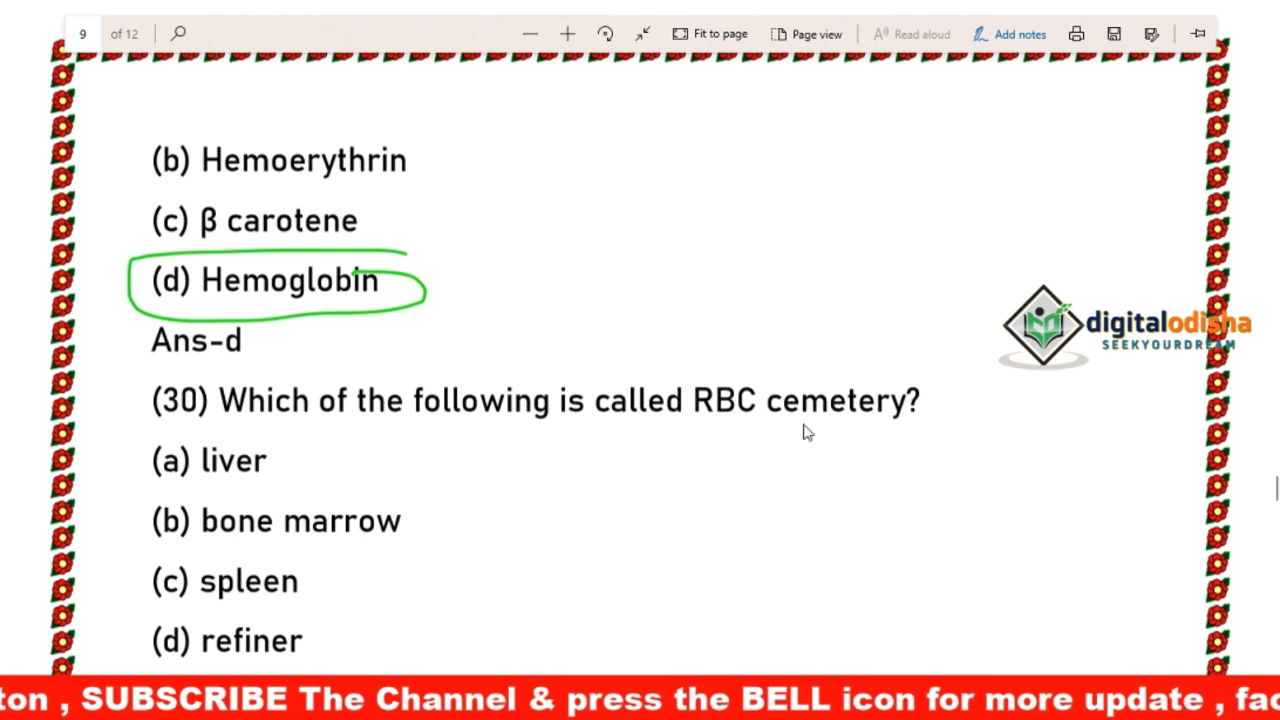 9 of 12 Fit to page Page view Read aloud Add notes
(b) Hemoerythrin
(c) β carotene
(d) Hemoglobin
Ans-d
digitalodisha
SEEKYOURDREAM
(30) Which of the following is called RBC cemetery?
(a) liver
(b) bone marrow
(c) spleen
(d) refiner
ton , SUBSCRIBE The Channel & press the BELL icon for more update , fac